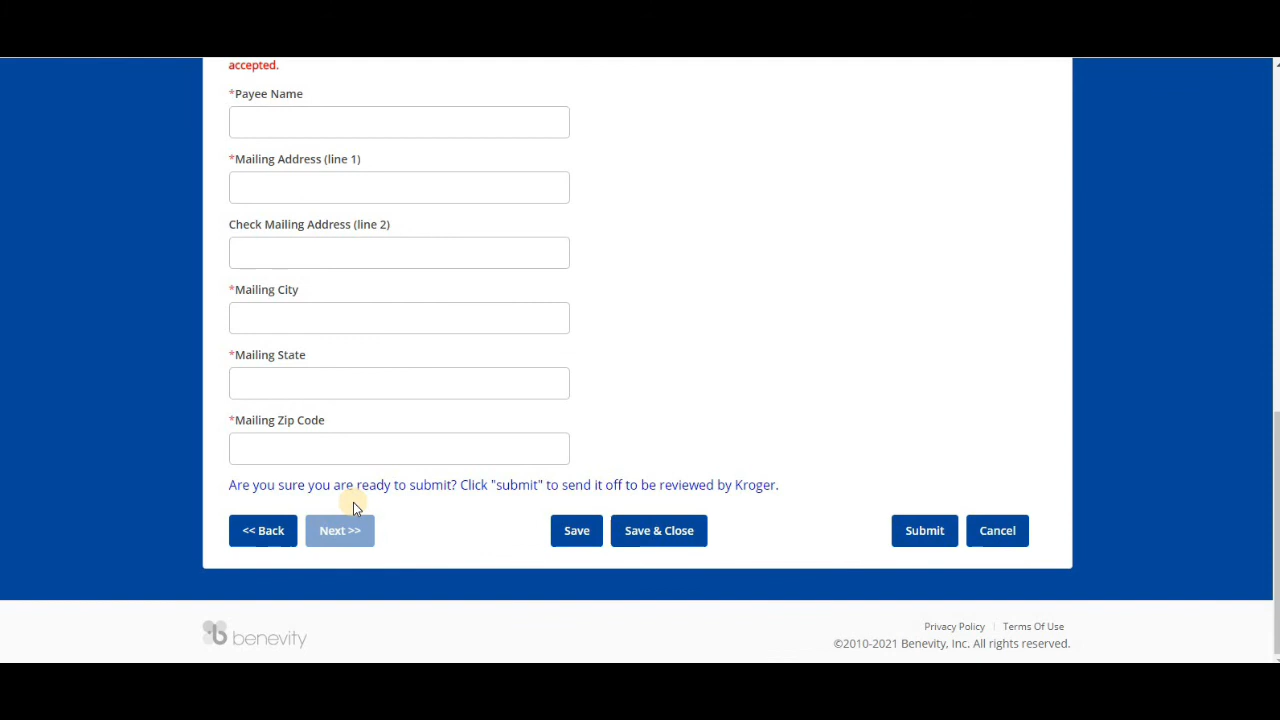 accepted.
*Payee Name
*Mailing Address (line 1)
Check Mailing Address (line 2)
*Mailing City
*Mailing State
*Mailing Zip Code
Are you sure you are ready to submit? Click "submit" to send it off to be reviewed by Kroger.
<< Back Next >> Save Save & Close Submit Cancel
benevity
Privacy Policy | Terms Of Use
©2010-2021 Benevity, Inc. All rights reserved.